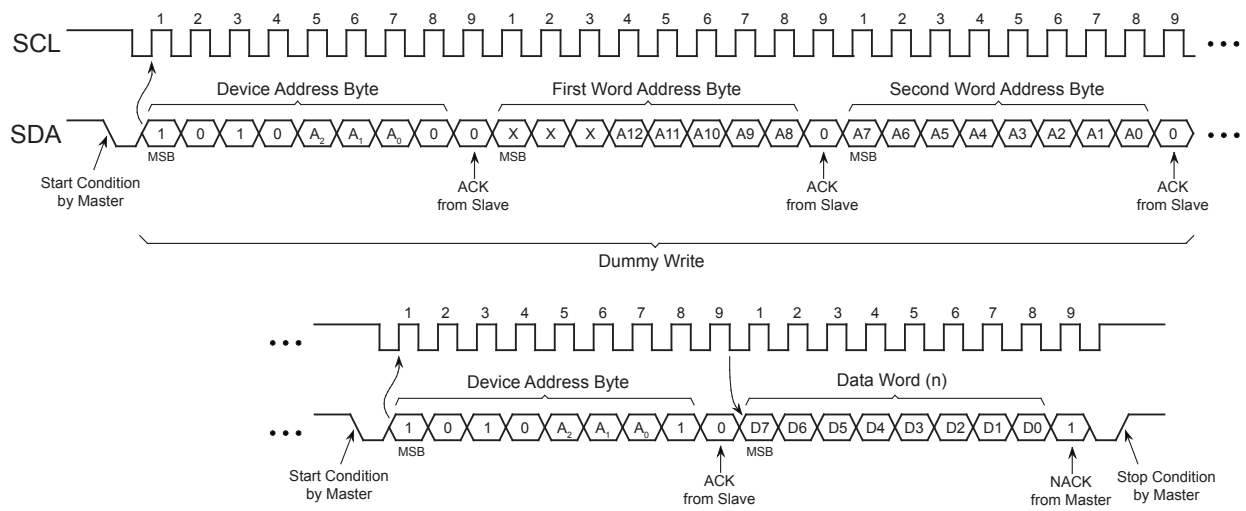 1 2 3 4 5 6 7 8 9 1 2 3 4 5 6 7 8 9 1 2 3 4 5 6 7 8 9
SCL
Device Address Byte First Word Address Byte Second Word Address Byte
SDA 1 0 1 0 A2 A1 A0 0 0 X X X A12 A11 A10 A9 A8 0 A7 A6 A5 A4 A3 A2 A1 A0 0
MSB MSB MSB
Start Condition
by Master
ACK
from Slave
ACK
from Slave
ACK
from Slave
Dummy Write
1 2 3 4 5 6 7 8 9 1 2 3 4 5 6 7 8 9
Device Address Byte Data Word (n)
1 0 1 0 A2 A1 A0 1 0 D7 D6 D5 D4 D3 D2 D1 D0 1
MSB MSB
Start Condition
by Master
ACK
from Slave
NACK
from Master
Stop Condition
by Master